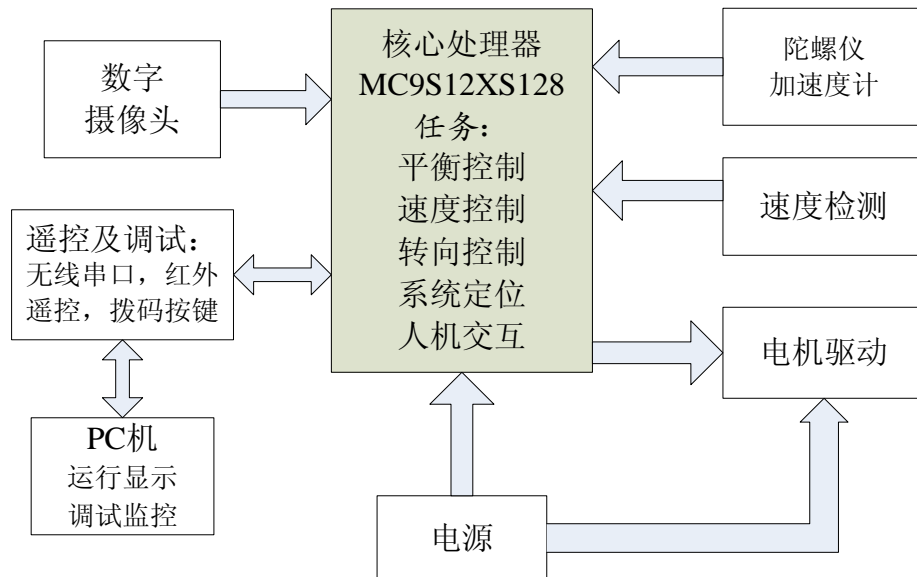 数字
摄像头
核心处理器
MC9S12XS128
任务：
平衡控制
速度控制
转向控制
系统定位
人机交互
陀螺仪
加速度计
速度检测
遥控及调试：
无线串口，红外
遥控，拨码按键
电机驱动
PC机
运行显示
调试监控
电源